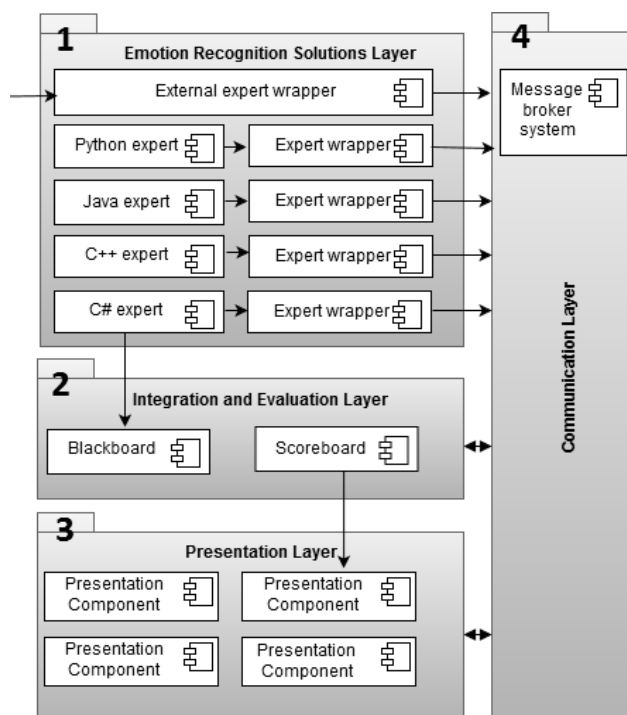 1
Emotion Recognition Solutions Layer
External expert wrapper
Python expert
Expert wrapper
Java expert
Expert wrapper
C++ expert
Expert wrapper
C# expert
Expert wrapper
2
Integration and Evaluation Layer
Blackboard
Scoreboard
3
Presentation Layer
Presentation
Component
Presentation
Component
Presentation
Component
Presentation
Component
4
Message
broker
system
Communication Layer